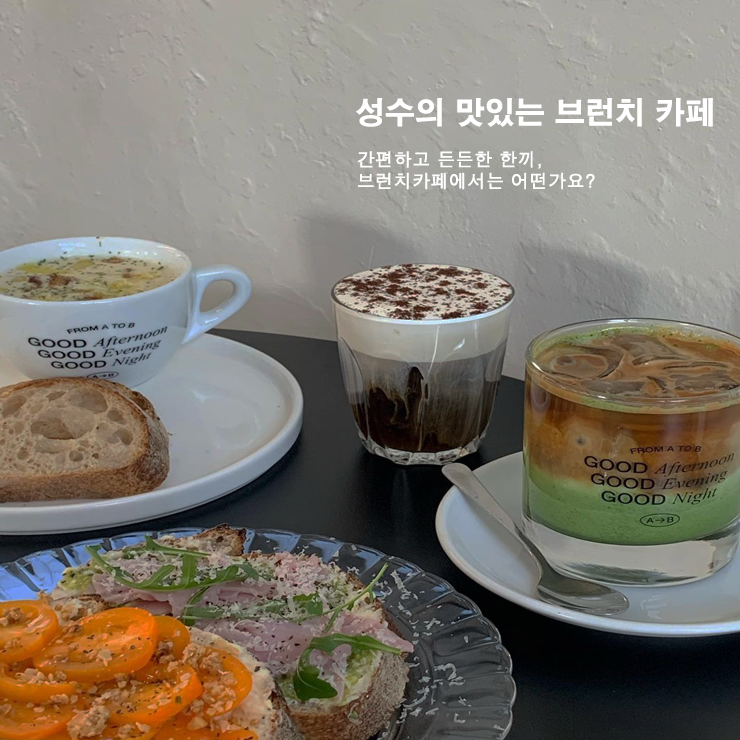 성수의 맛있는 브런치 카페
간편하고 든든한 한끼,
브런치카페에서는 어떤가요?
FROM A TO B
GOOD Afternoon
GOOD Evening
GOOD Night
A→B
FROM A TO B
GOOD Afternoon
GOOD Evening
GOOD Night
A→B